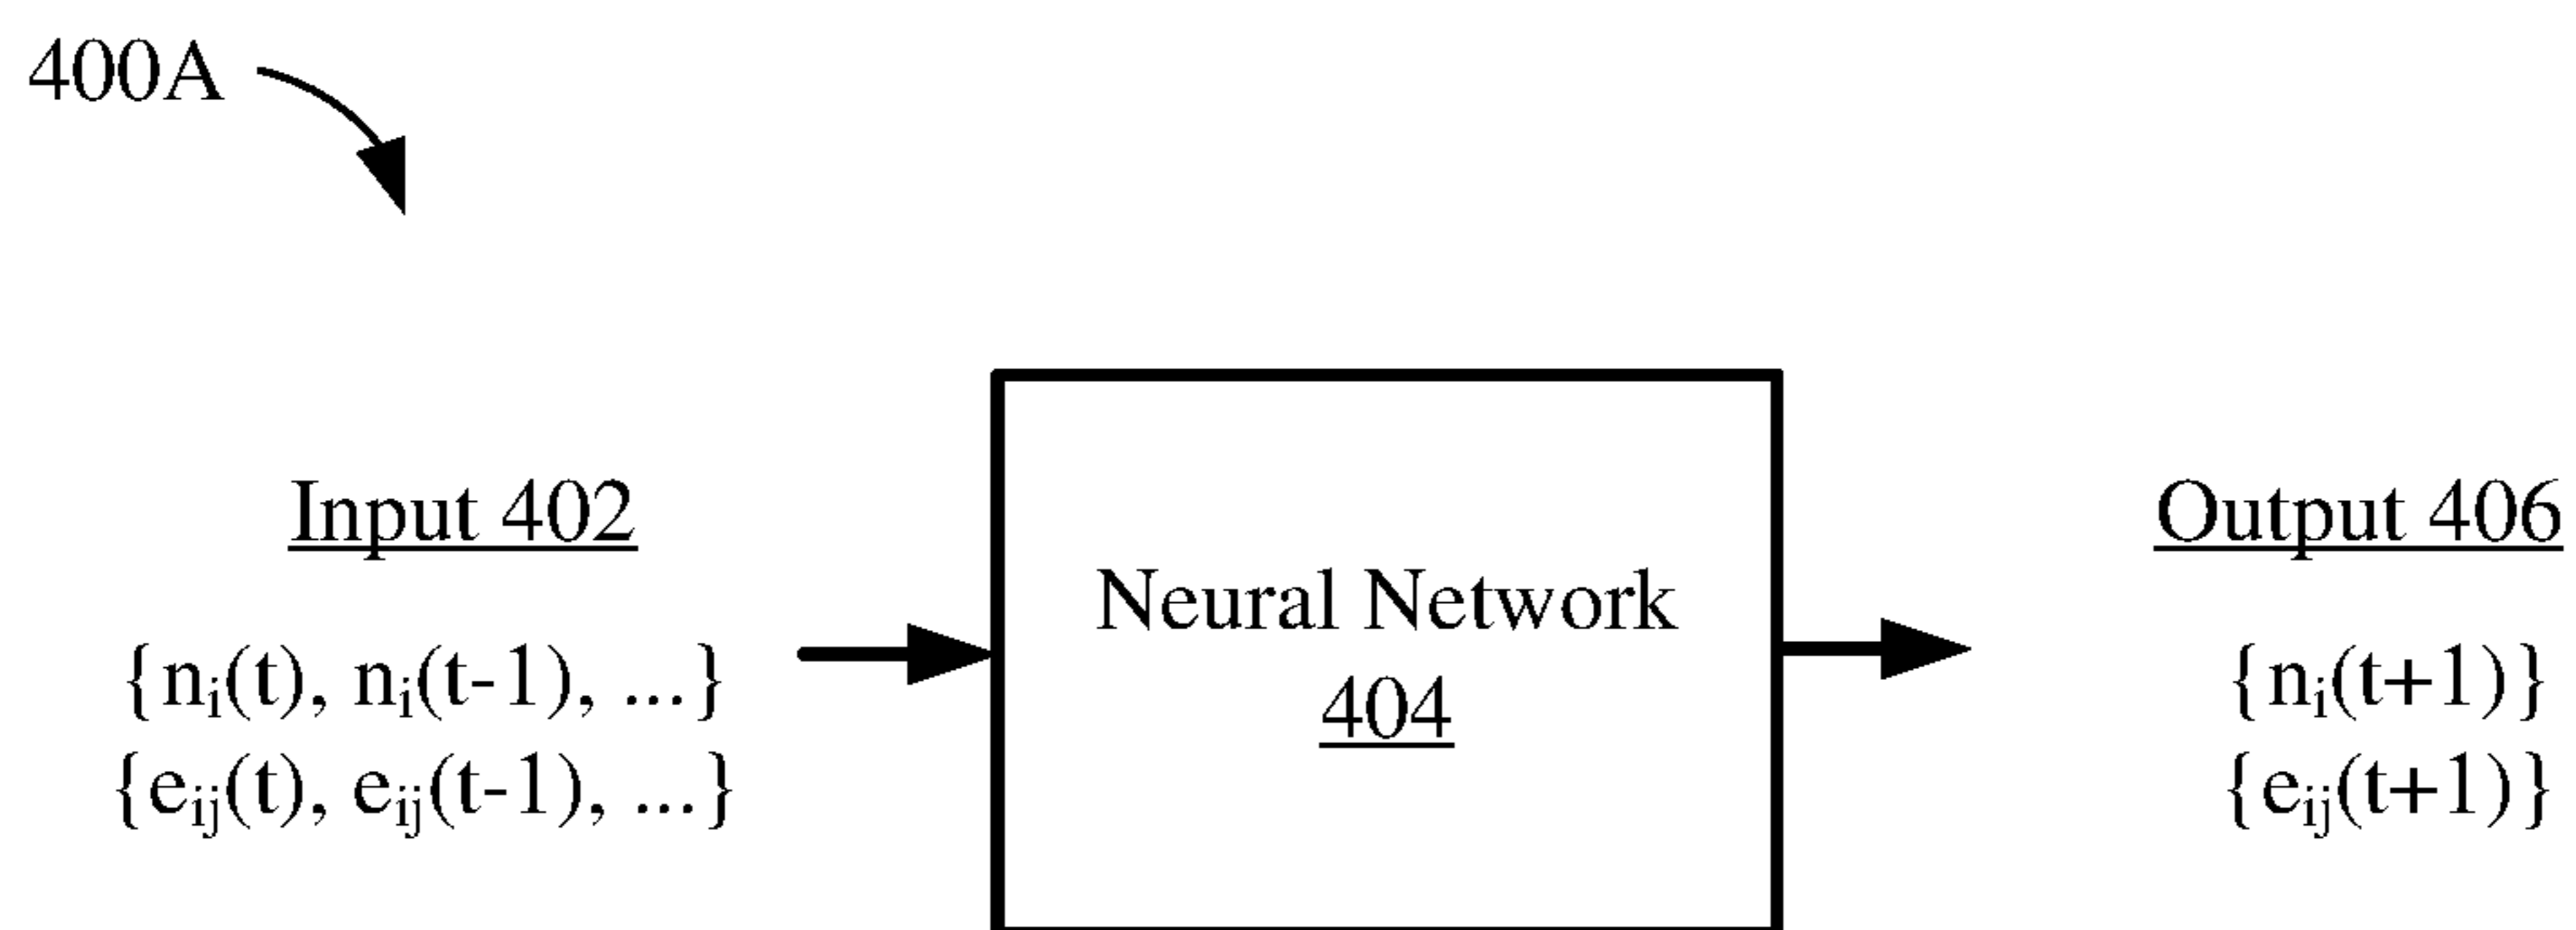 400A
Input 402
{nᵢ(t), nᵢ(t-1), ...}
{eᵢⱼ(t), eᵢⱼ(t-1), ...}
Neural Network
404
Output 406
{nᵢ(t+1)}
{eᵢⱼ(t+1)}